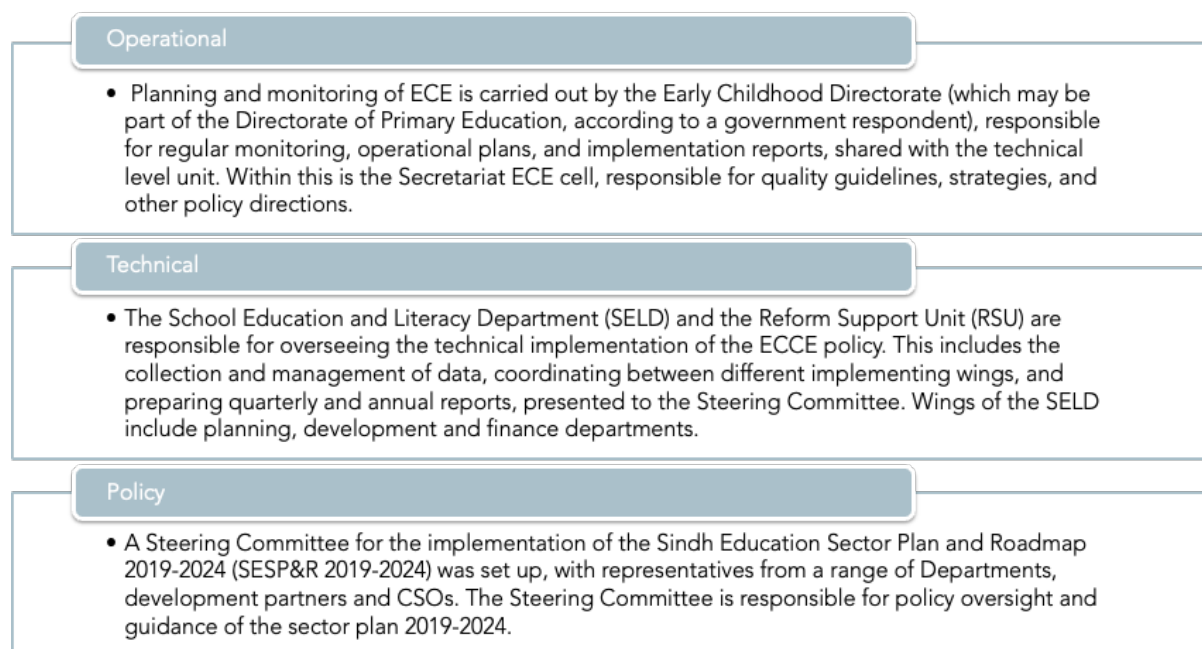 Operational
• Planning and monitoring of ECE is carried out by the Early Childhood Directorate (which may be
part of the Directorate of Primary Education, according to a government respondent), responsible
for regular monitoring, operational plans, and implementation reports, shared with the technical
level unit. Within this is the Secretariat ECE cell, responsible for quality guidelines, strategies, and
other policy directions.
Technical
• The School Education and Literacy Department (SELD) and the Reform Support Unit (RSU) are
responsible for overseeing the technical implementation of the ECCE policy. This includes the
collection and management of data, coordinating between different implementing wings, and
preparing quarterly and annual reports, presented to the Steering Committee. Wings of the SELD
include planning, development and finance departments.
Policy
• A Steering Committee for the implementation of the Sindh Education Sector Plan and Roadmap
2019-2024 (SESP&R 2019-2024) was set up, with representatives from a range of Departments,
development partners and CSOs. The Steering Committee is responsible for policy oversight and
guidance of the sector plan 2019-2024.